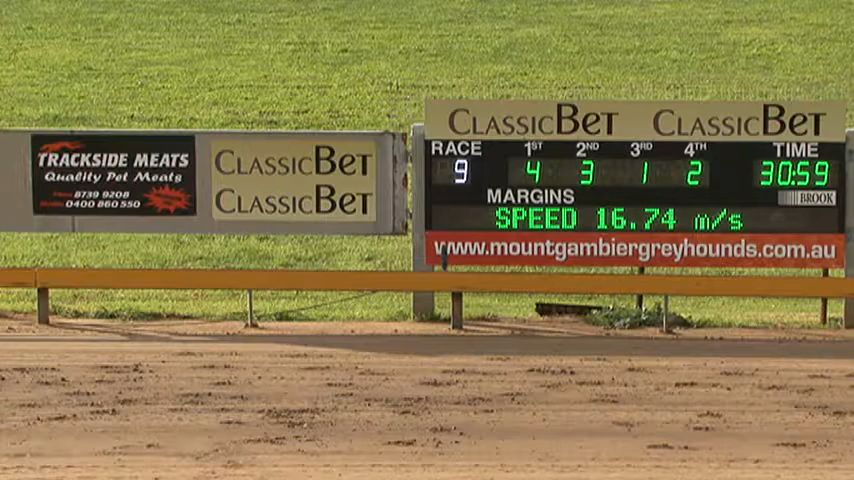 TRACKSIDE MEATS
Quality Pet Meats
8739 9208
0400 860 550
CLASSICBET
CLASSICBET
CLASSICBET CLASSICBET
RACE 1ST 2ND 3RD 4TH TIME
9 4 3 1 2 30:59
MARGINS BROOK
SPEED 16.74 m/s
www.mountgambiergreyhounds.com.au